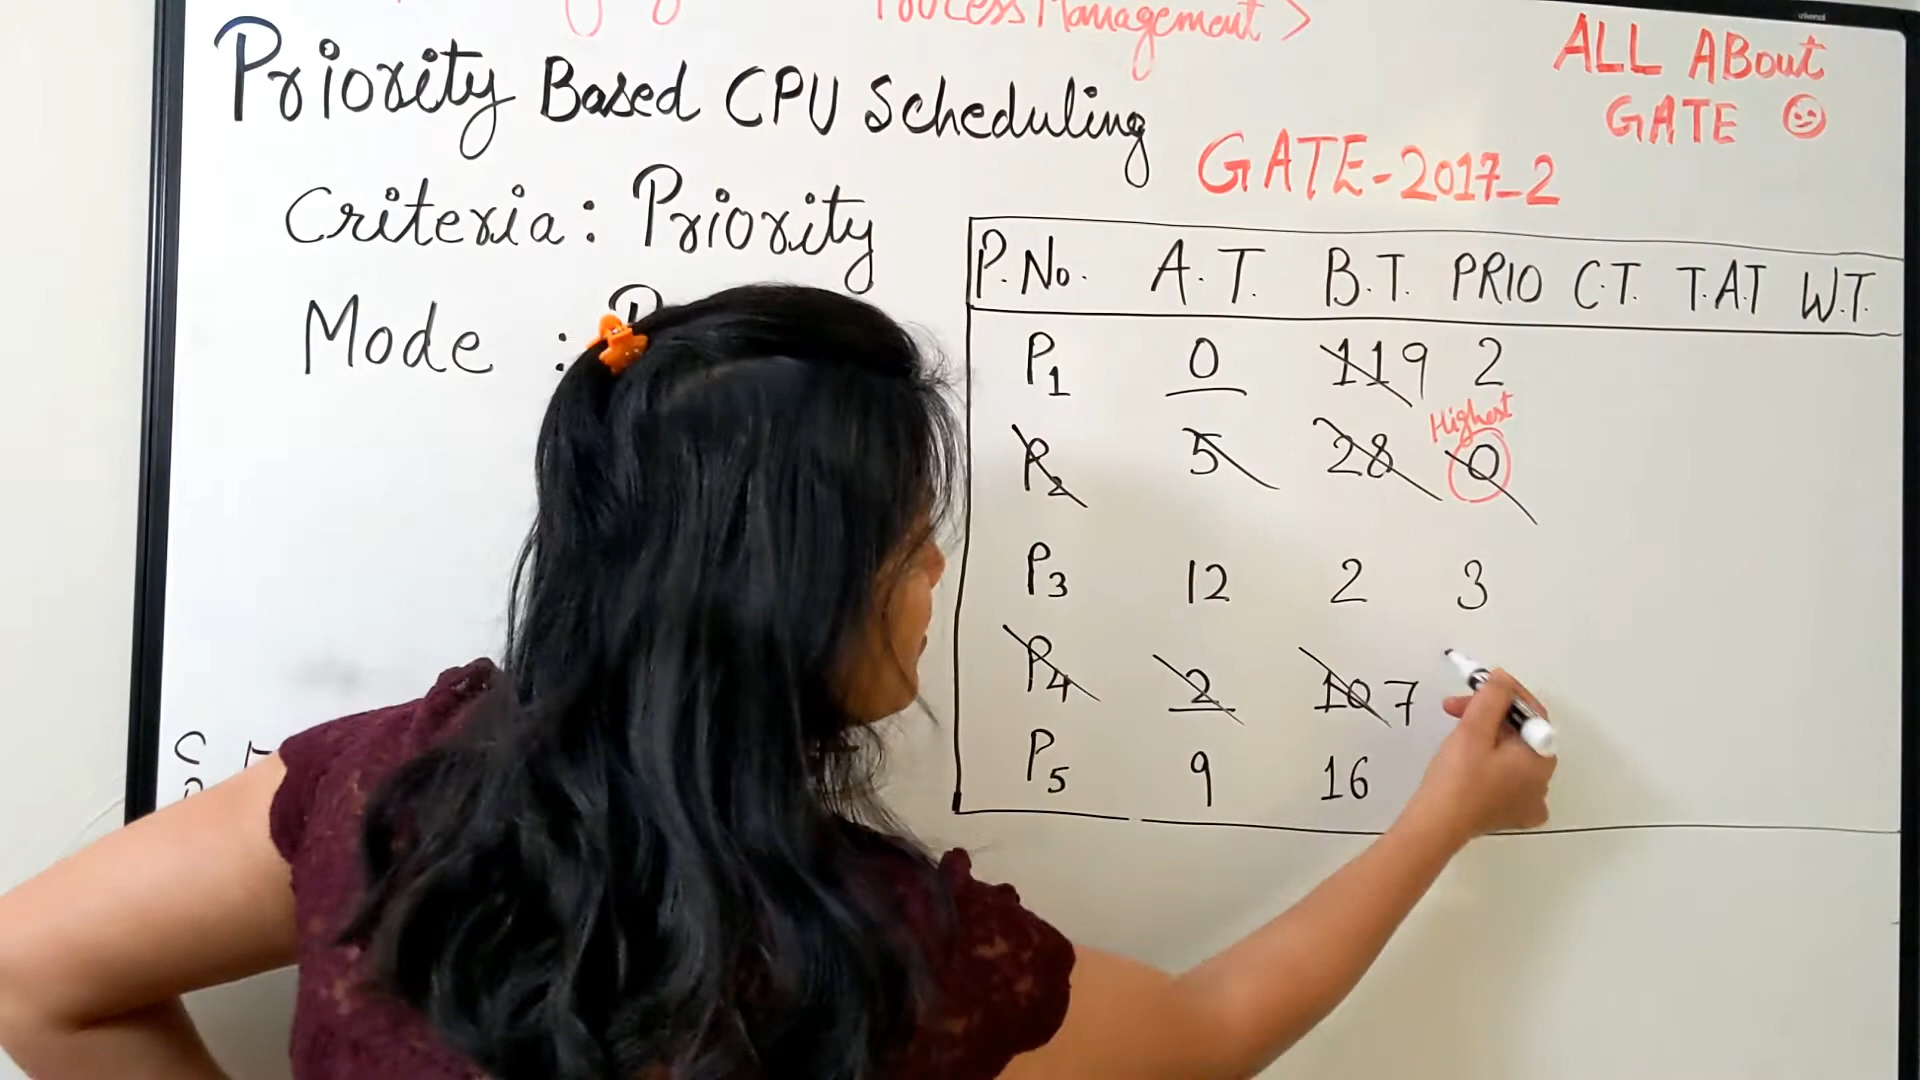 Process Management >
Priority Based CPU Scheduling
ALL ABout
GATE
GATE-2017_2
Criteria: Priority
Mode :
P.No. A.T. B.T. PRIO C.T. T.AT W.T.
P1 0 11 9 2
Highest
P2 5 28 0
P3 12 2 3
P4 2 10 7
P5 9 16